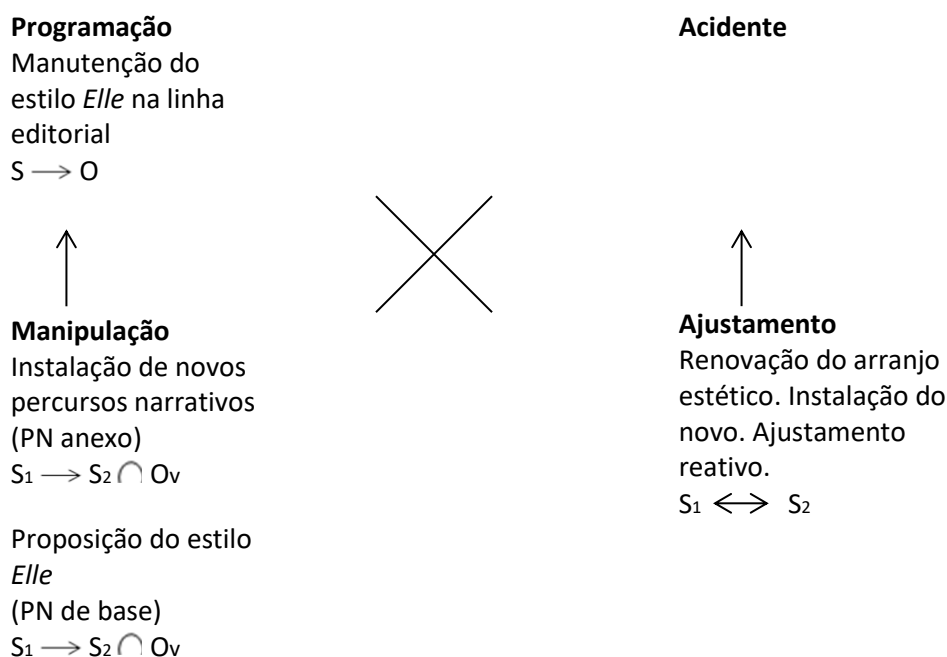 Programação
Manutenção do
estilo Elle na linha
editorial
S → O
Manipulação
Instalação de novos
percursos narrativos
(PN anexo)
S1 → S2 ∩ Ov
Proposição do estilo
Elle
(PN de base)
S1 → S2 ∩ Ov
Acidente
Ajustamento
Renovação do arranjo
estético. Instalação do
novo. Ajustamento
reativo.
S1 ↔ S2